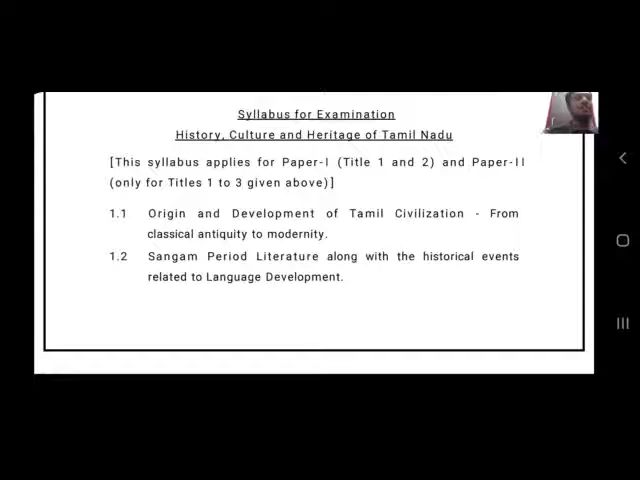 Syllabus for Examination
History, Culture and Heritage of Tamil Nadu
[This syllabus applies for Paper-I (Title 1 and 2) and Paper-II
(only for Titles 1 to 3 given above)]
1.1 Origin and Development of Tamil Civilization - From
classical antiquity to modernity.
1.2 Sangam Period Literature along with the historical events
related to Language Development.